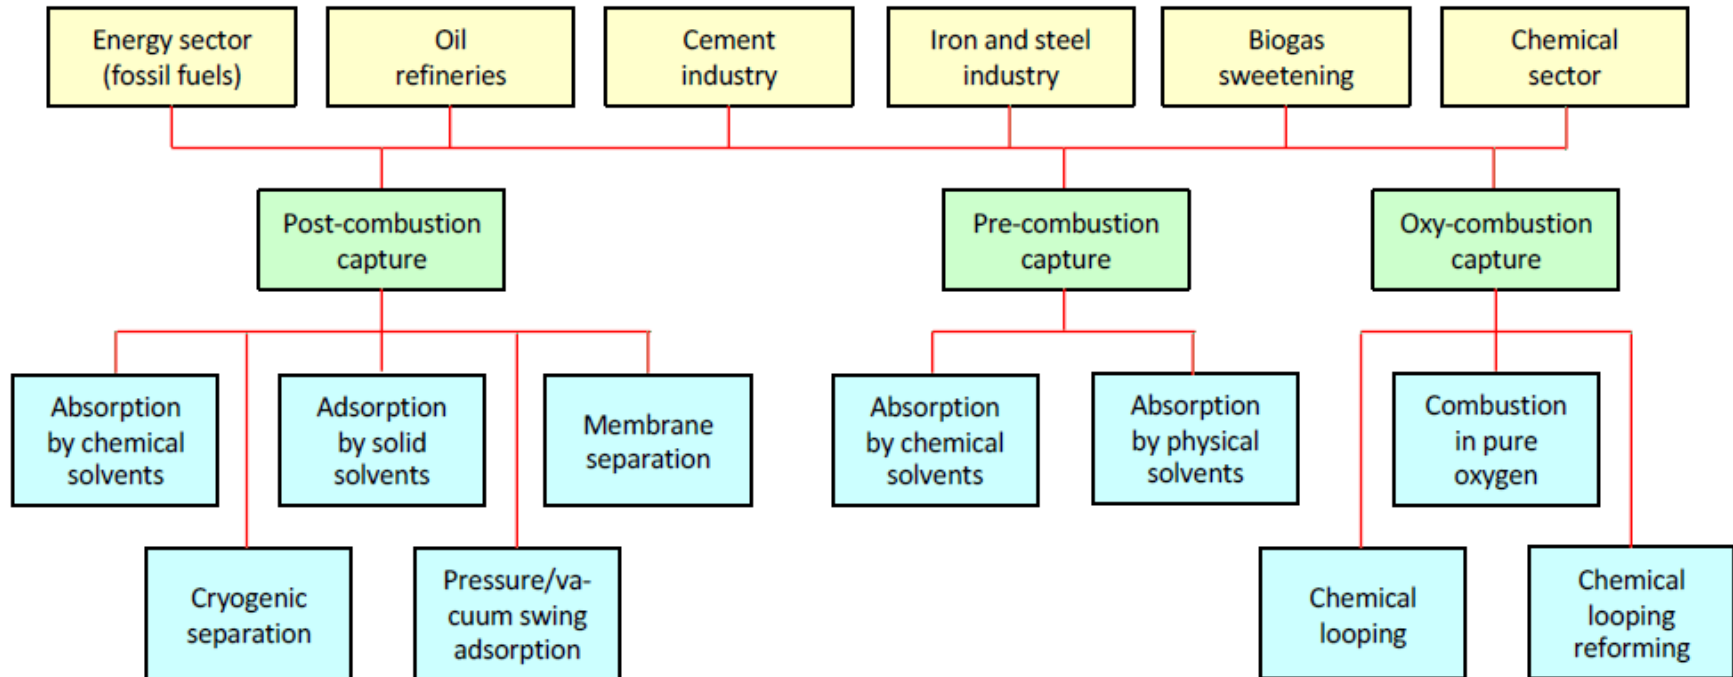 Energy sector
(fossil fuels)
Oil
refineries
Cement
industry
Iron and steel
industry
Biogas
sweetening
Chemical
sector
Post-combustion
capture
Pre-combustion
capture
Oxy-combustion
capture
Absorption
by chemical
solvents
Adsorption
by solid
solvents
Membrane
separation
Absorption
by chemical
solvents
Absorption
by physical
solvents
Combustion
in pure
oxygen
Cryogenic
separation
Pressure/va-
cuum swing
adsorption
Chemical
looping
Chemical
looping
reforming